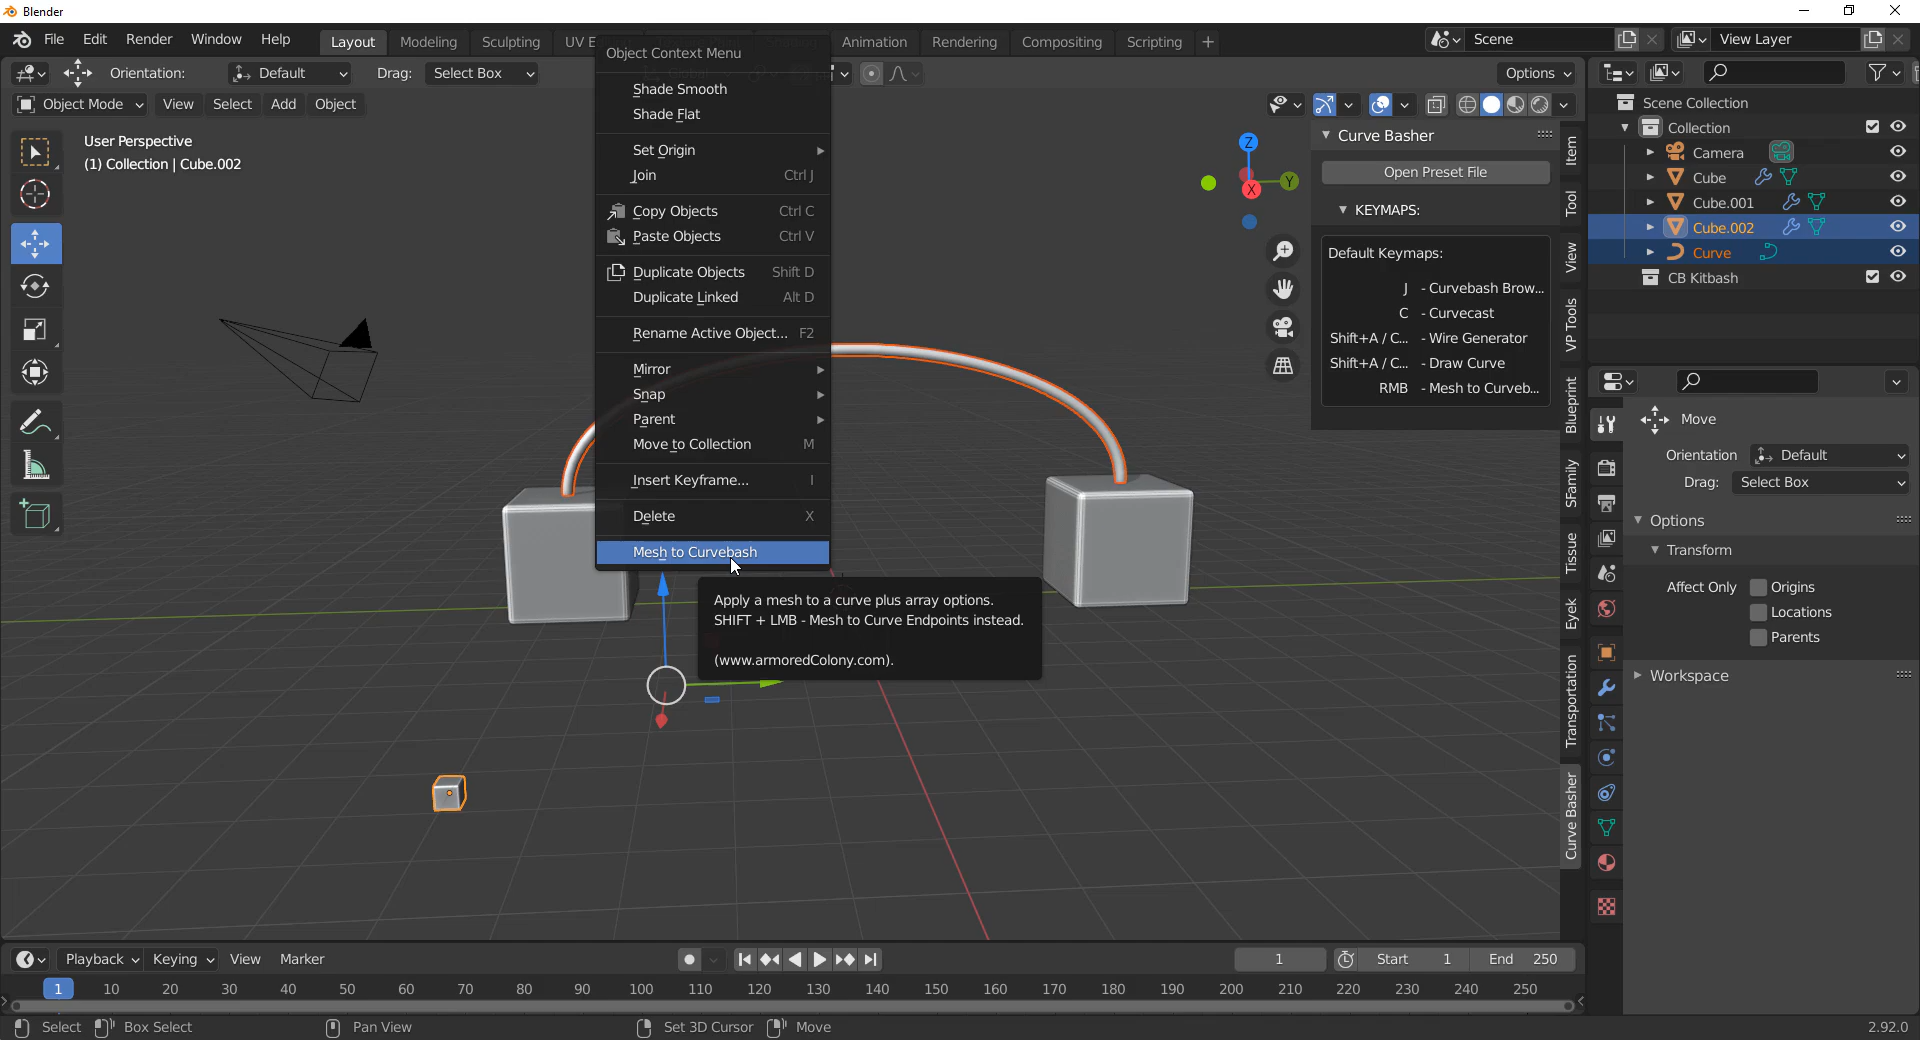 Blender
File Edit Render Window Help
Layout Modeling Sculpting UV E Animation Rendering Compositing Scripting +
Scene
View Layer
Orientation: Default Drag: Select Box
Options
Object Mode View Select Add Object
User Perspective
(1) Collection | Cube.002
Object Context Menu
Shade Smooth
Shade Flat
Set Origin
Join Ctrl J
Copy Objects Ctrl C
Paste Objects Ctrl V
Duplicate Objects Shift D
Duplicate Linked Alt D
Rename Active Object... F2
Mirror
Snap
Parent
Move to Collection M
Insert Keyframe... I
Delete X
Mesh to Curvebash
Apply a mesh to a curve plus array options.
SHIFT + LMB - Mesh to Curve Endpoints instead.
(www.armoredColony.com).
Z
Y
X
Curve Basher
Open Preset File
KEYMAPS:
Default Keymaps:
J - Curvebash Brow...
C - Curvecast
Shift+A / C... - Wire Generator
Shift+A / C... - Draw Curve
RMB - Mesh to Curveb...
Item
Tool
View
VP Tools
Blueprint
SFamily
Tissue
Eyek
Transportation
Curve Basher
Scene Collection
Collection
Camera
Cube
Cube.001
Cube.002
Curve
CB Kitbash
Move
Orientation Default
Drag: Select Box
Options
Transform
Affect Only Origins
Locations
Parents
Workspace
Playback Keying View Marker
1 Start 1 End 250
1 10 20 30 40 50 60 70 80 90 100 110 120 130 140 150 160 170 180 190 200 210 220 230 240 250
Select Box Select Pan View Set 3D Cursor Move
2.92.0